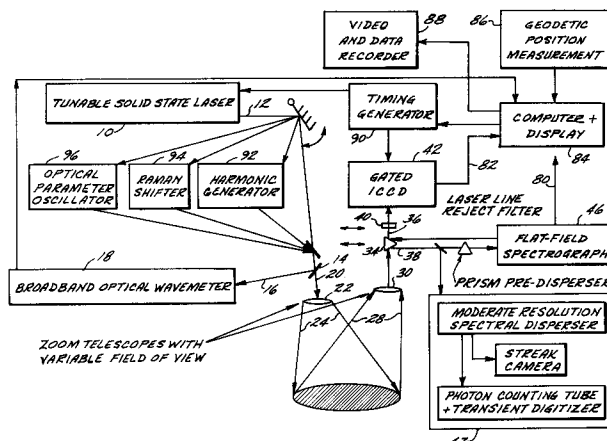 VIDEO
AND DATA
RECORDER
88
86
GEODETIC
POSITION
MEASUREMENT
TUNABLE SOLID STATE LASER
10
12
TIMING
GENERATOR
90
COMPUTER +
DISPLAY
84
96
OPTICAL
PARAMETER
OSCILLATOR
94
RAMAN
SHIFTER
92
HARMONIC
GENERATOR
42
GATED
ICCD
82
80
LASER LINE
REJECT FILTER
40
36
46
34
38
FLAT-FIELD
SPECTROGRAPH
18
BROADBAND OPTICAL WAVEMETER
14
20
16
30
PRISM PRE-DISPERSER
22
24
28
ZOOM TELESCOPES WITH
VARIABLE FIELD OF VIEW
MODERATE RESOLUTION
SPECTRAL DISPERSER
STREAK
CAMERA
PHOTON COUNTING TUBE
+ TRANSIENT DIGITIZER